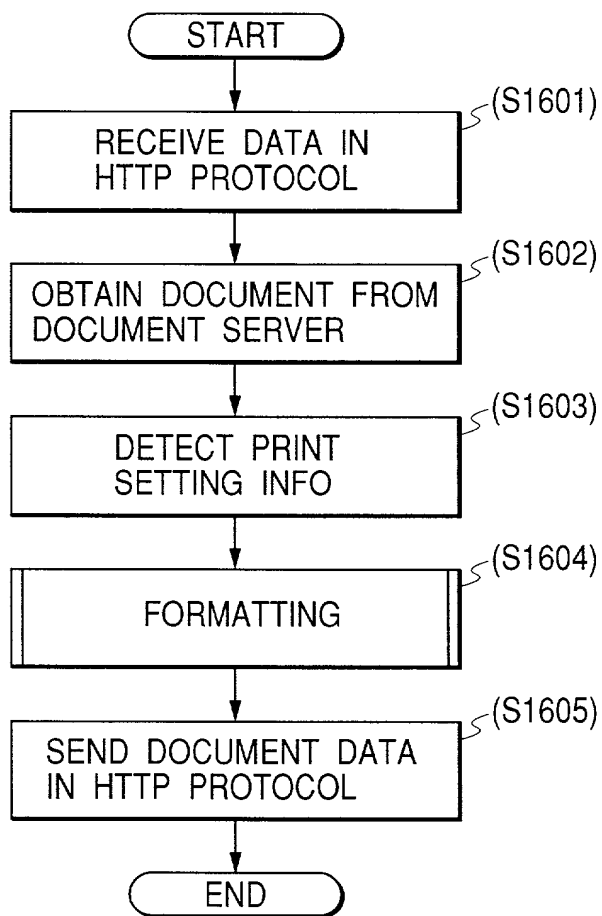 START
(S1601)
RECEIVE DATA IN
HTTP PROTOCOL
(S1602)
OBTAIN DOCUMENT FROM
DOCUMENT SERVER
(S1603)
DETECT PRINT
SETTING INFO
(S1604)
FORMATTING
(S1605)
SEND DOCUMENT DATA
IN HTTP PROTOCOL
END